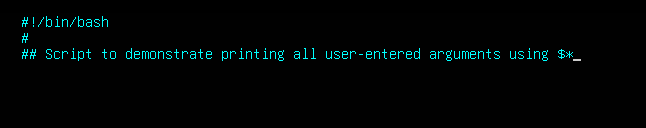 #!/bin/bash
#
## Script to demonstrate printing all user-entered arguments using $*